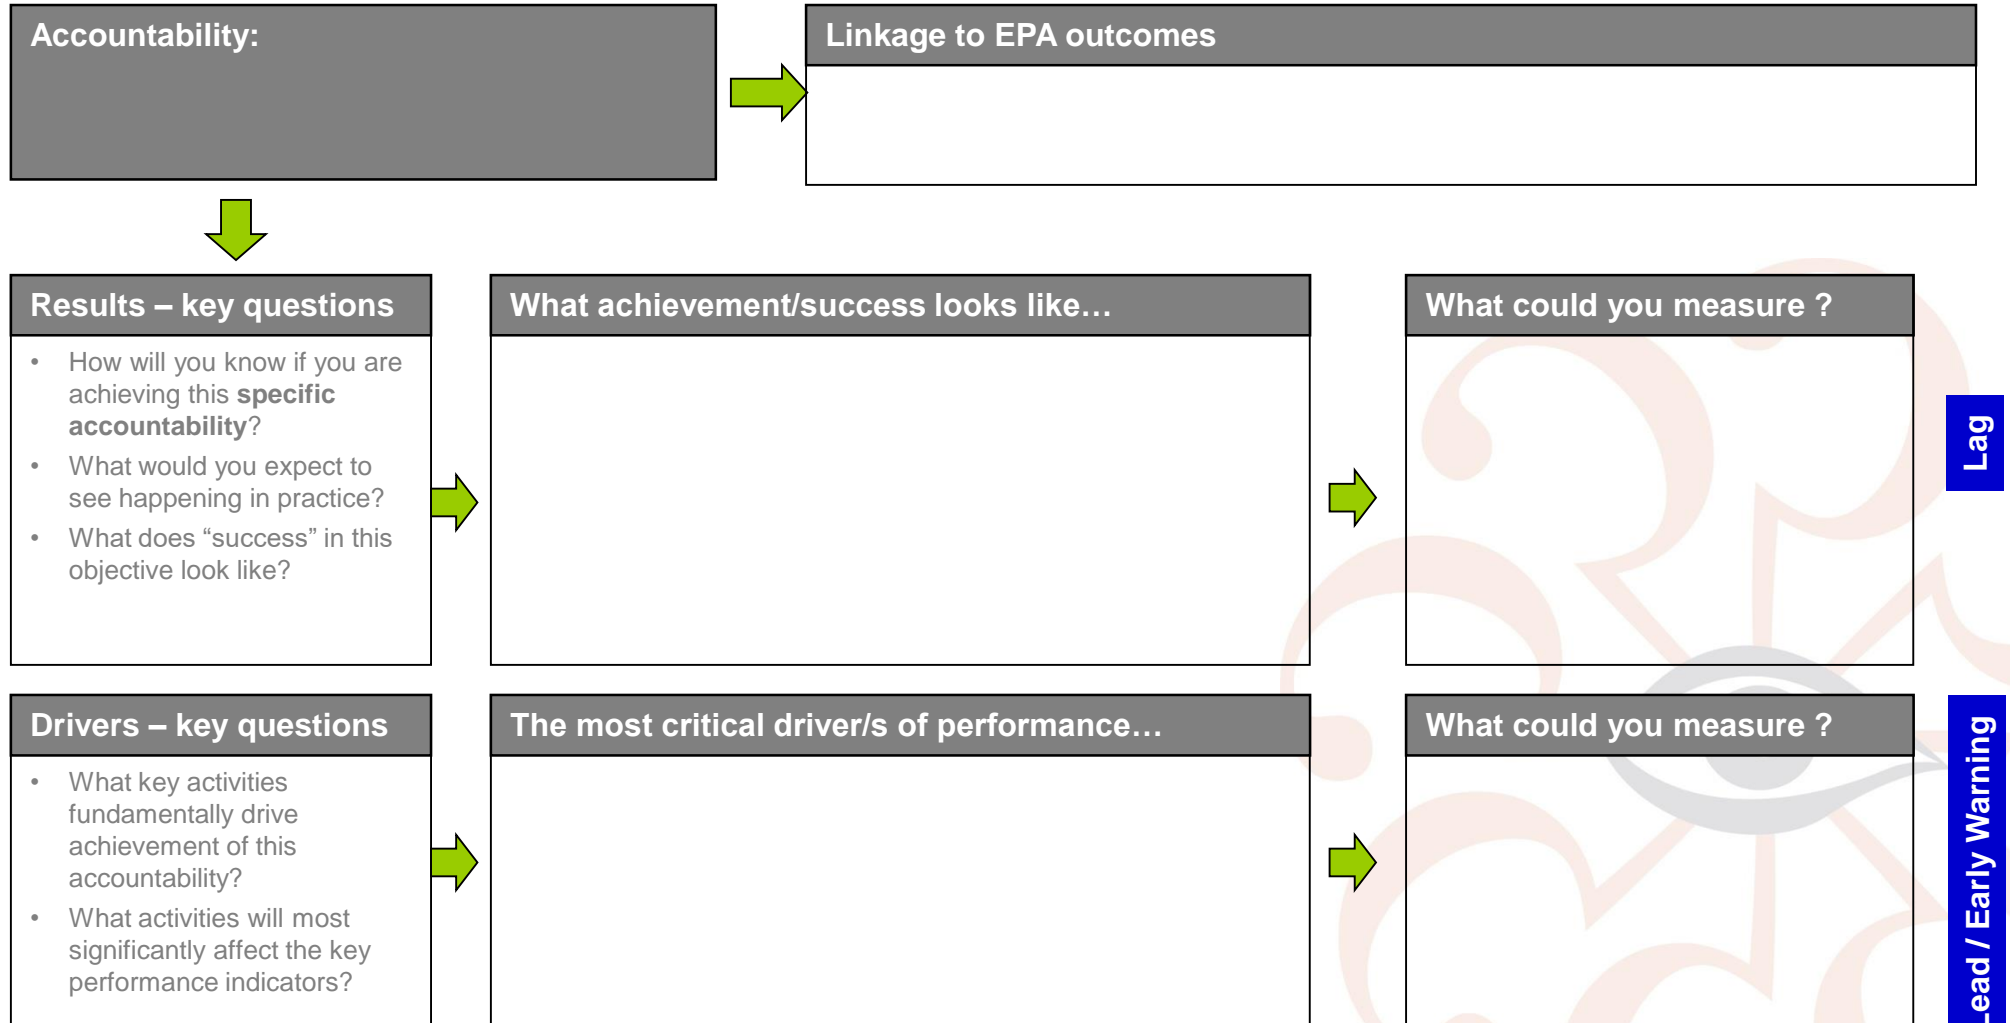 Accountability:
Linkage to EPA outcomes
Results – key questions
• How will you know if you are
achieving this specific
accountability?
• What would you expect to
see happening in practice?
• What does “success” in this
objective look like?
What achievement/success looks like…
What could you measure ?
Lag
Drivers – key questions
• What key activities
fundamentally drive
achievement of this
accountability?
• What activities will most
significantly affect the key
performance indicators?
The most critical driver/s of performance…
What could you measure ?
Lead / Early Warning